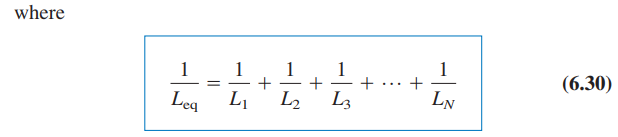 where
1/L_eq = 1/L_1 + 1/L_2 + 1/L_3 + ⋯ + 1/L_N (6.30)